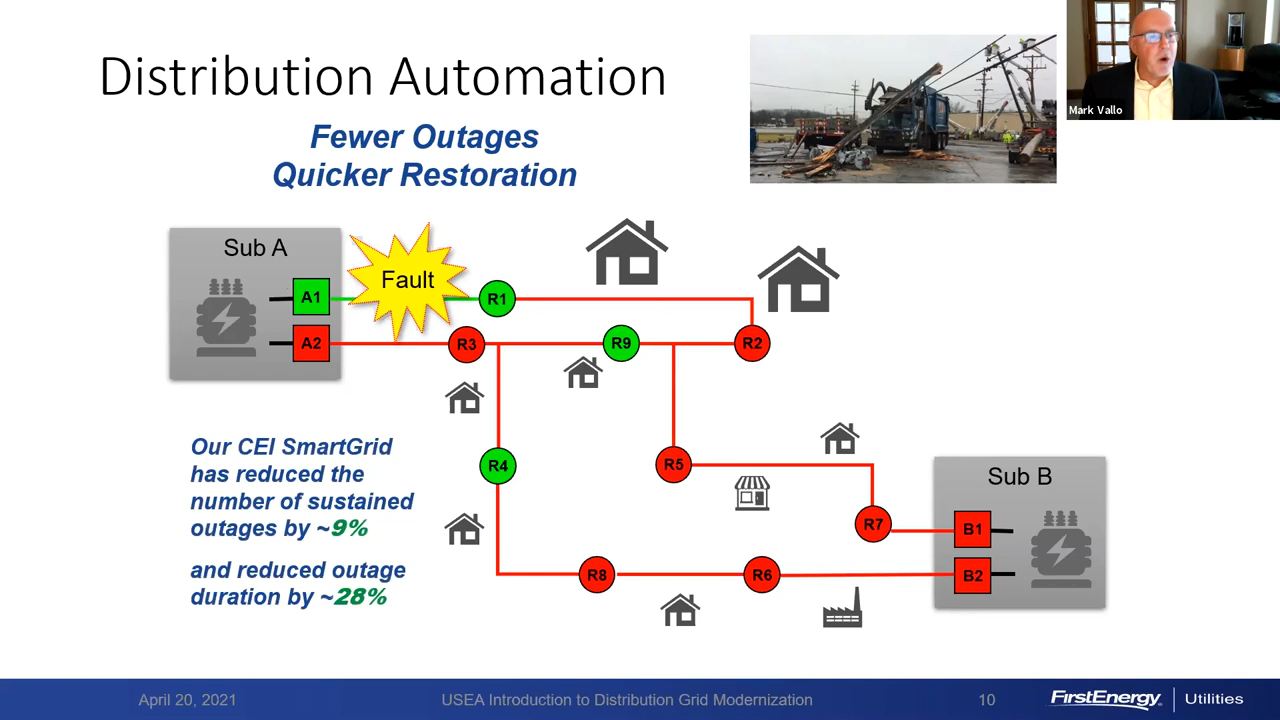 Distribution Automation
Fewer Outages
Quicker Restoration
Mark Vallo
Sub A
Fault
A1
R1
A2
R3
R9
R2
Our CEI SmartGrid
has reduced the
number of sustained
outages by ~9%
and reduced outage
duration by ~28%
R4
R5
Sub B
R7
B1
R8
R6
B2
April 20, 2021
USEA Introduction to Distribution Grid Modernization
10
FirstEnergy
Utilities